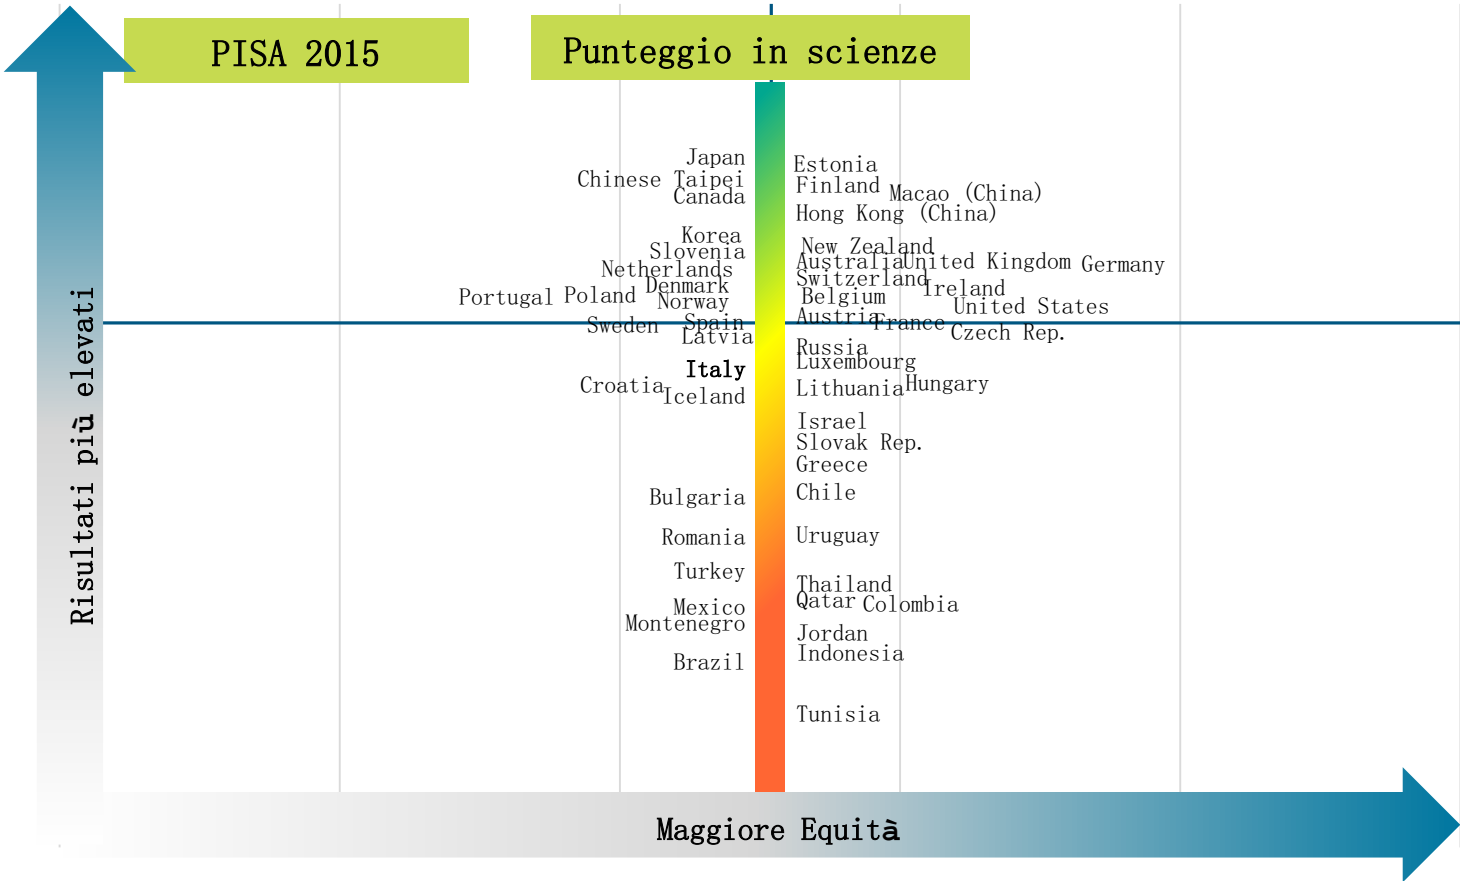 PISA 2015
Punteggio in scienze
Japan
Estonia
Chinese Taipei
Finland
Macao (China)
Canada
Hong Kong (China)
Korea
New Zealand
Slovenia
Australia
United Kingdom
Germany
Netherlands
Switzerland
Denmark
Ireland
Portugal
Poland
Norway
Belgium
United States
Austria
France
Sweden
Spain
Czech Rep.
Latvia
Russia
Luxembourg
Italy
Croatia
Hungary
Lithuania
Iceland
Israel
Slovak Rep.
Greece
Bulgaria
Chile
Romania
Uruguay
Turkey
Thailand
Qatar
Colombia
Mexico
Montenegro
Jordan
Indonesia
Brazil
Tunisia
Risultati più elevati
Maggiore Equità